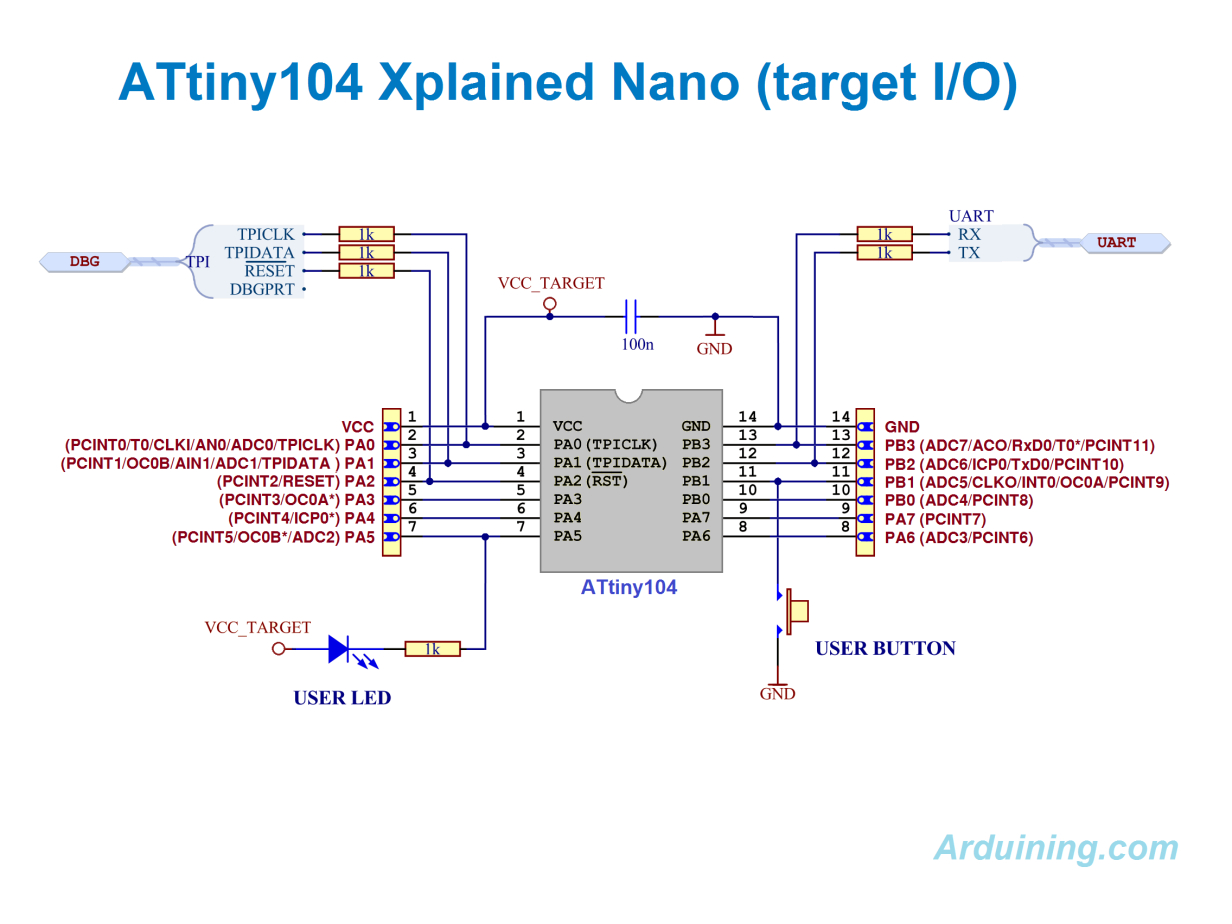 ATtiny104 Xplained Nano (target I/O)
UART
TPICLK 1k 1k RX
DBG TPI TPIDATA 1k 1k TX UART
RESET 1k
DBGPRT
VCC_TARGET
100n GND
VCC 1 1 VCC GND 14 14 GND
(PCINT0/T0/CLKI/AN0/ADC0/TPICLK) PA0 2 2 PA0 (TPICLK) PB3 13 13 PB3 (ADC7/ACO/RxD0/T0*/PCINT11)
(PCINT1/OC0B/AIN1/ADC1/TPIDATA ) PA1 3 3 PA1 (TPIDATA) PB2 12 12 PB2 (ADC6/ICP0/TxD0/PCINT10)
(PCINT2/RESET) PA2 4 4 PA2 (RST) PB1 11 11 PB1 (ADC5/CLKO/INT0/OC0A/PCINT9)
(PCINT3/OC0A*) PA3 5 5 PA3 PB0 10 10 PB0 (ADC4/PCINT8)
(PCINT4/ICP0*) PA4 6 6 PA4 PA7 9 9 PA7 (PCINT7)
(PCINT5/OC0B*/ADC2) PA5 7 7 PA5 PA6 8 8 PA6 (ADC3/PCINT6)
ATtiny104
VCC_TARGET
1k
USER BUTTON
USER LED
GND
Arduining.com